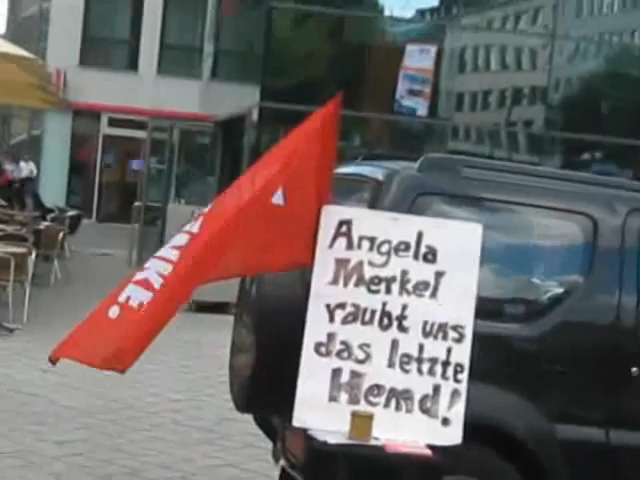 Angela
Merkel
raubt uns
das letzte
Hemd!